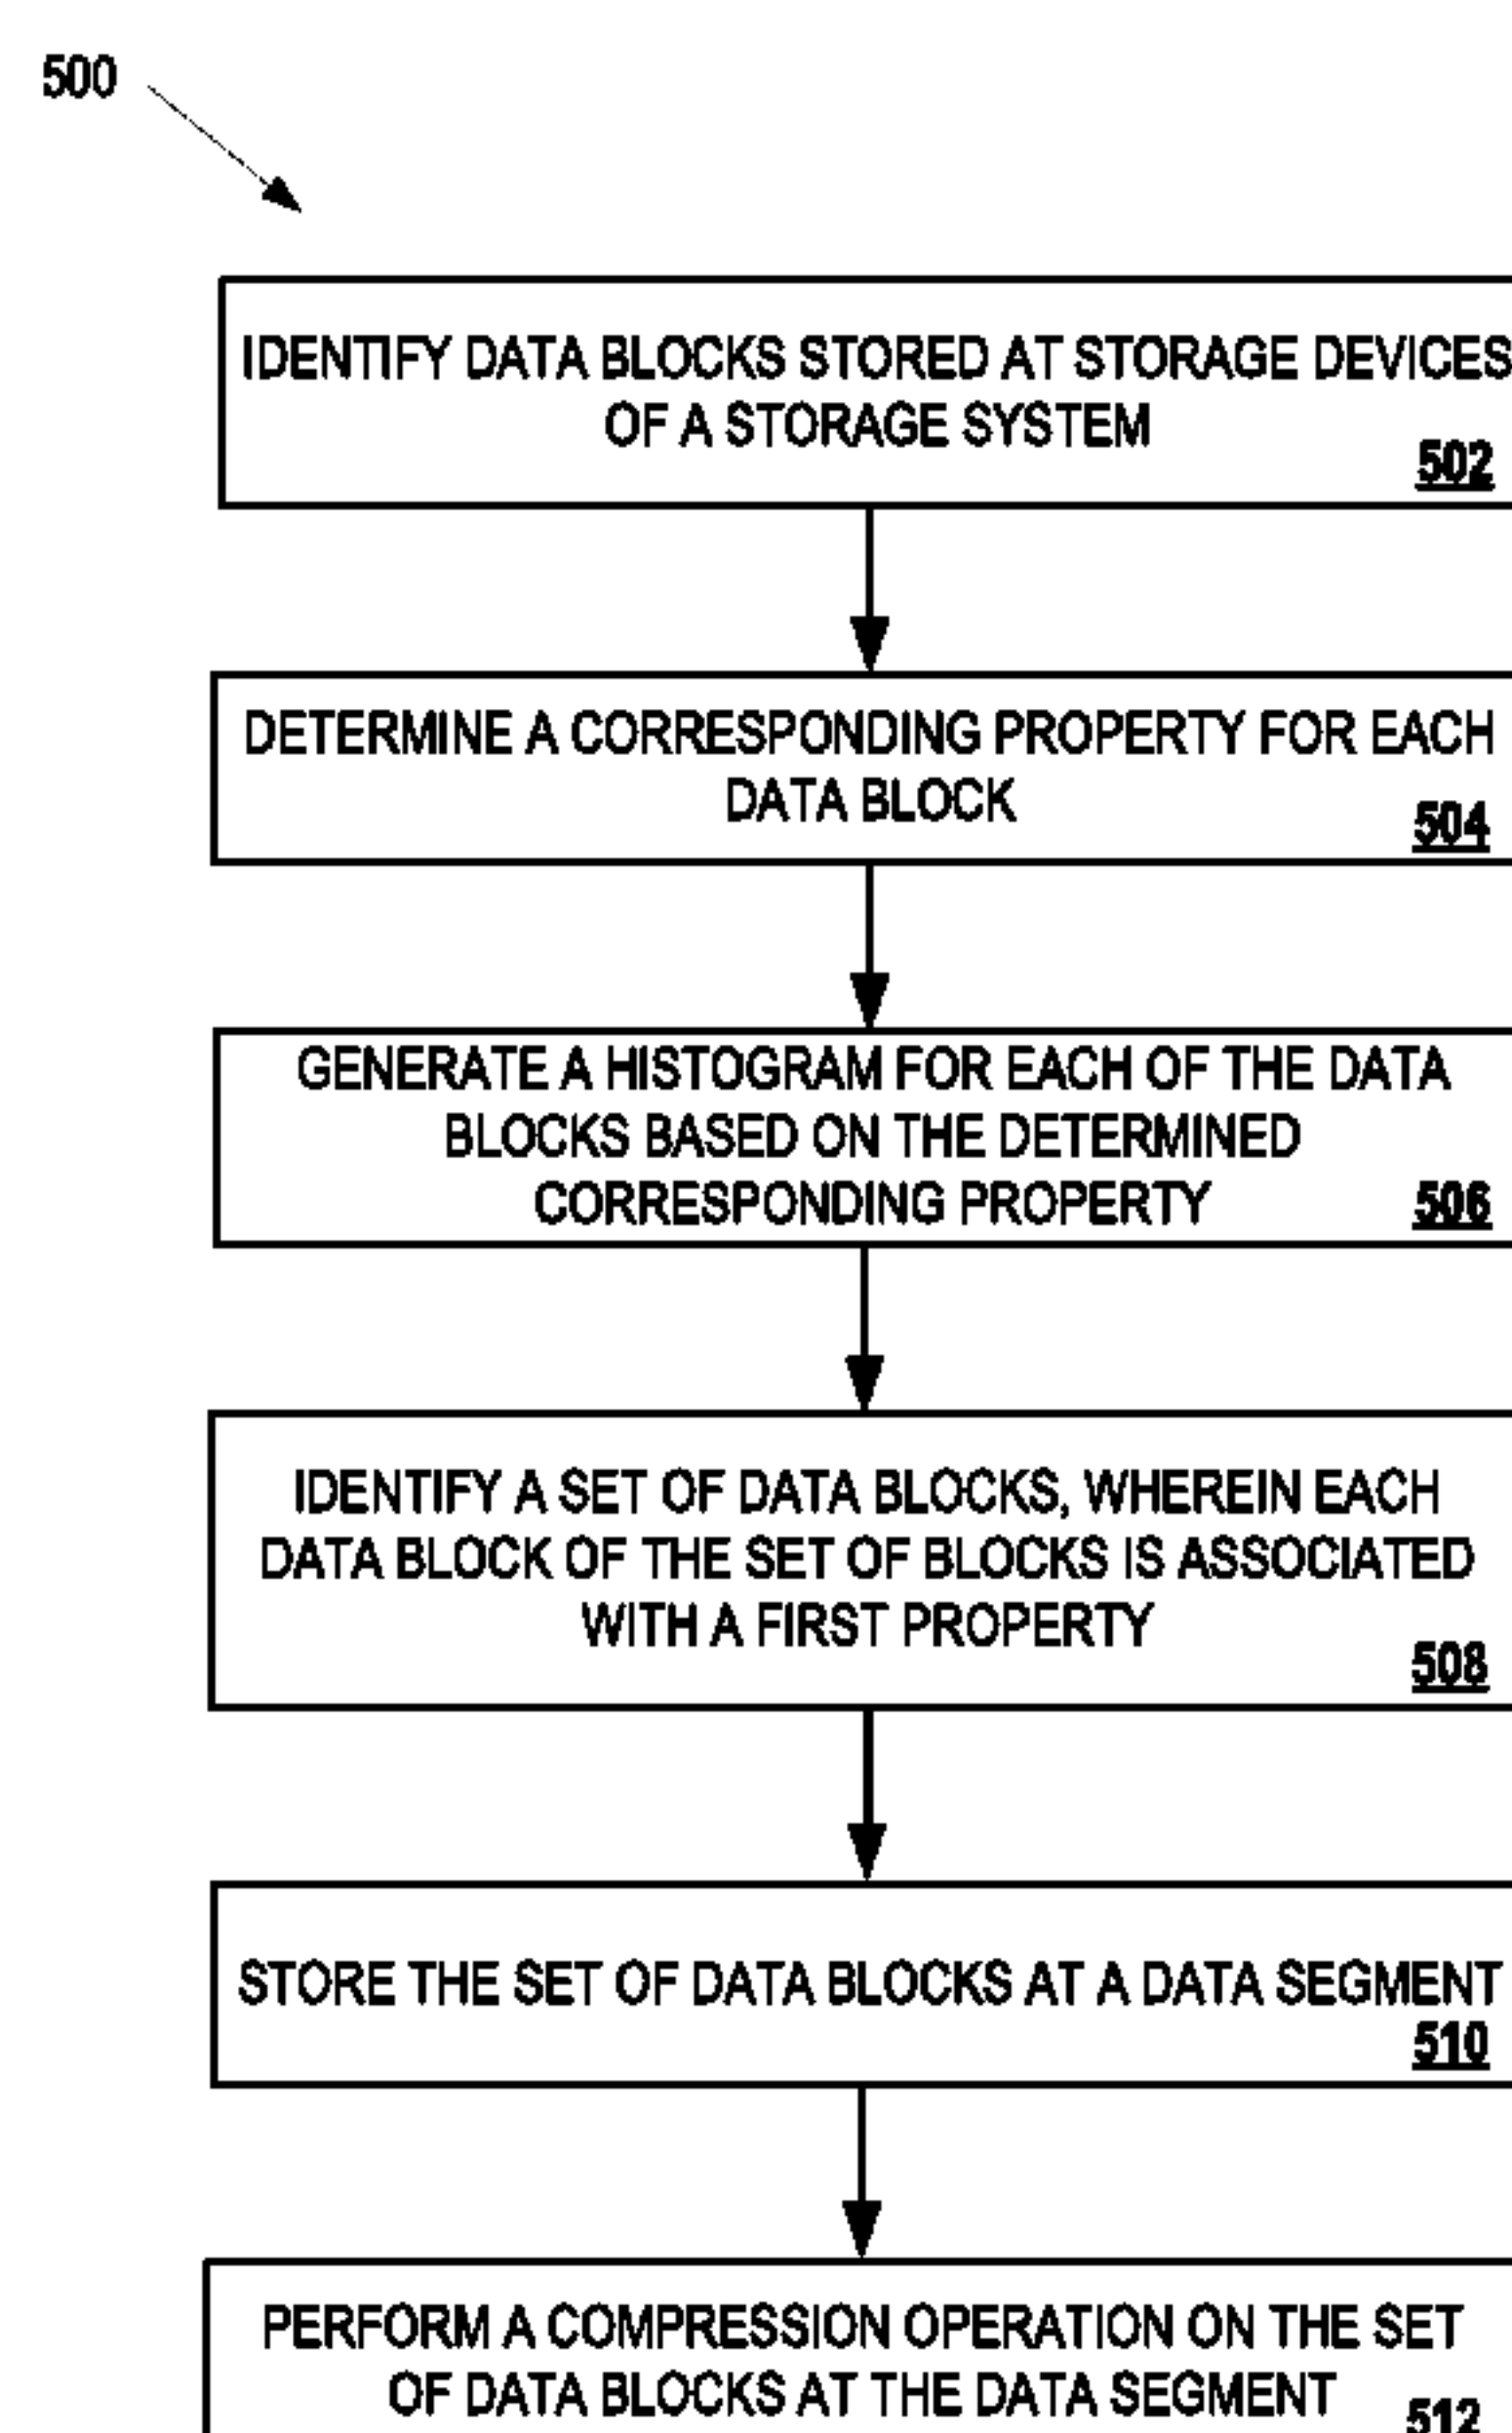 500
IDENTIFY DATA BLOCKS STORED AT STORAGE DEVICES
OF A STORAGE SYSTEM
502
DETERMINE A CORRESPONDING PROPERTY FOR EACH
DATA BLOCK
504
GENERATE A HISTOGRAM FOR EACH OF THE DATA
BLOCKS BASED ON THE DETERMINED
CORRESPONDING PROPERTY
506
IDENTIFY A SET OF DATA BLOCKS, WHEREIN EACH
DATA BLOCK OF THE SET OF BLOCKS IS ASSOCIATED
WITH A FIRST PROPERTY
508
STORE THE SET OF DATA BLOCKS AT A DATA SEGMENT
510
PERFORM A COMPRESSION OPERATION ON THE SET
OF DATA BLOCKS AT THE DATA SEGMENT
512